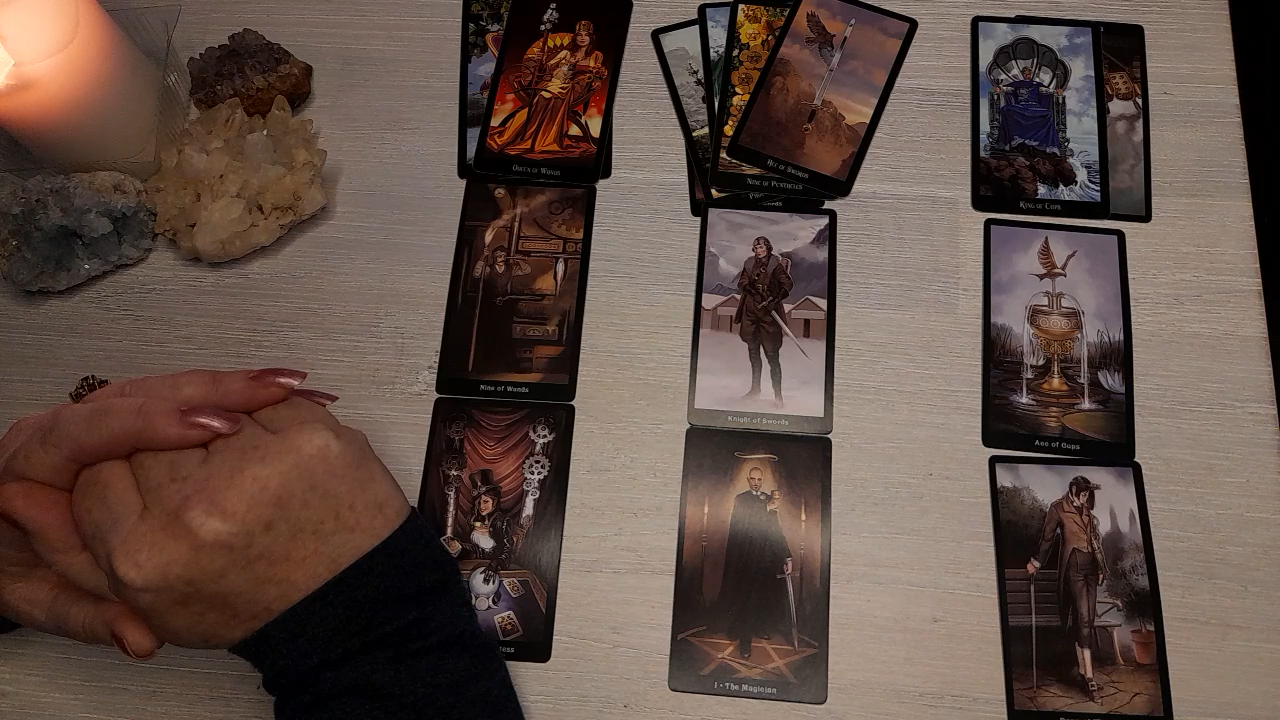 Queen of Wands
Ace of Swords
Nine of Pentacles
King of Cups
Nine of Wands
Knight of Swords
Ace of Cups
I • The Magician